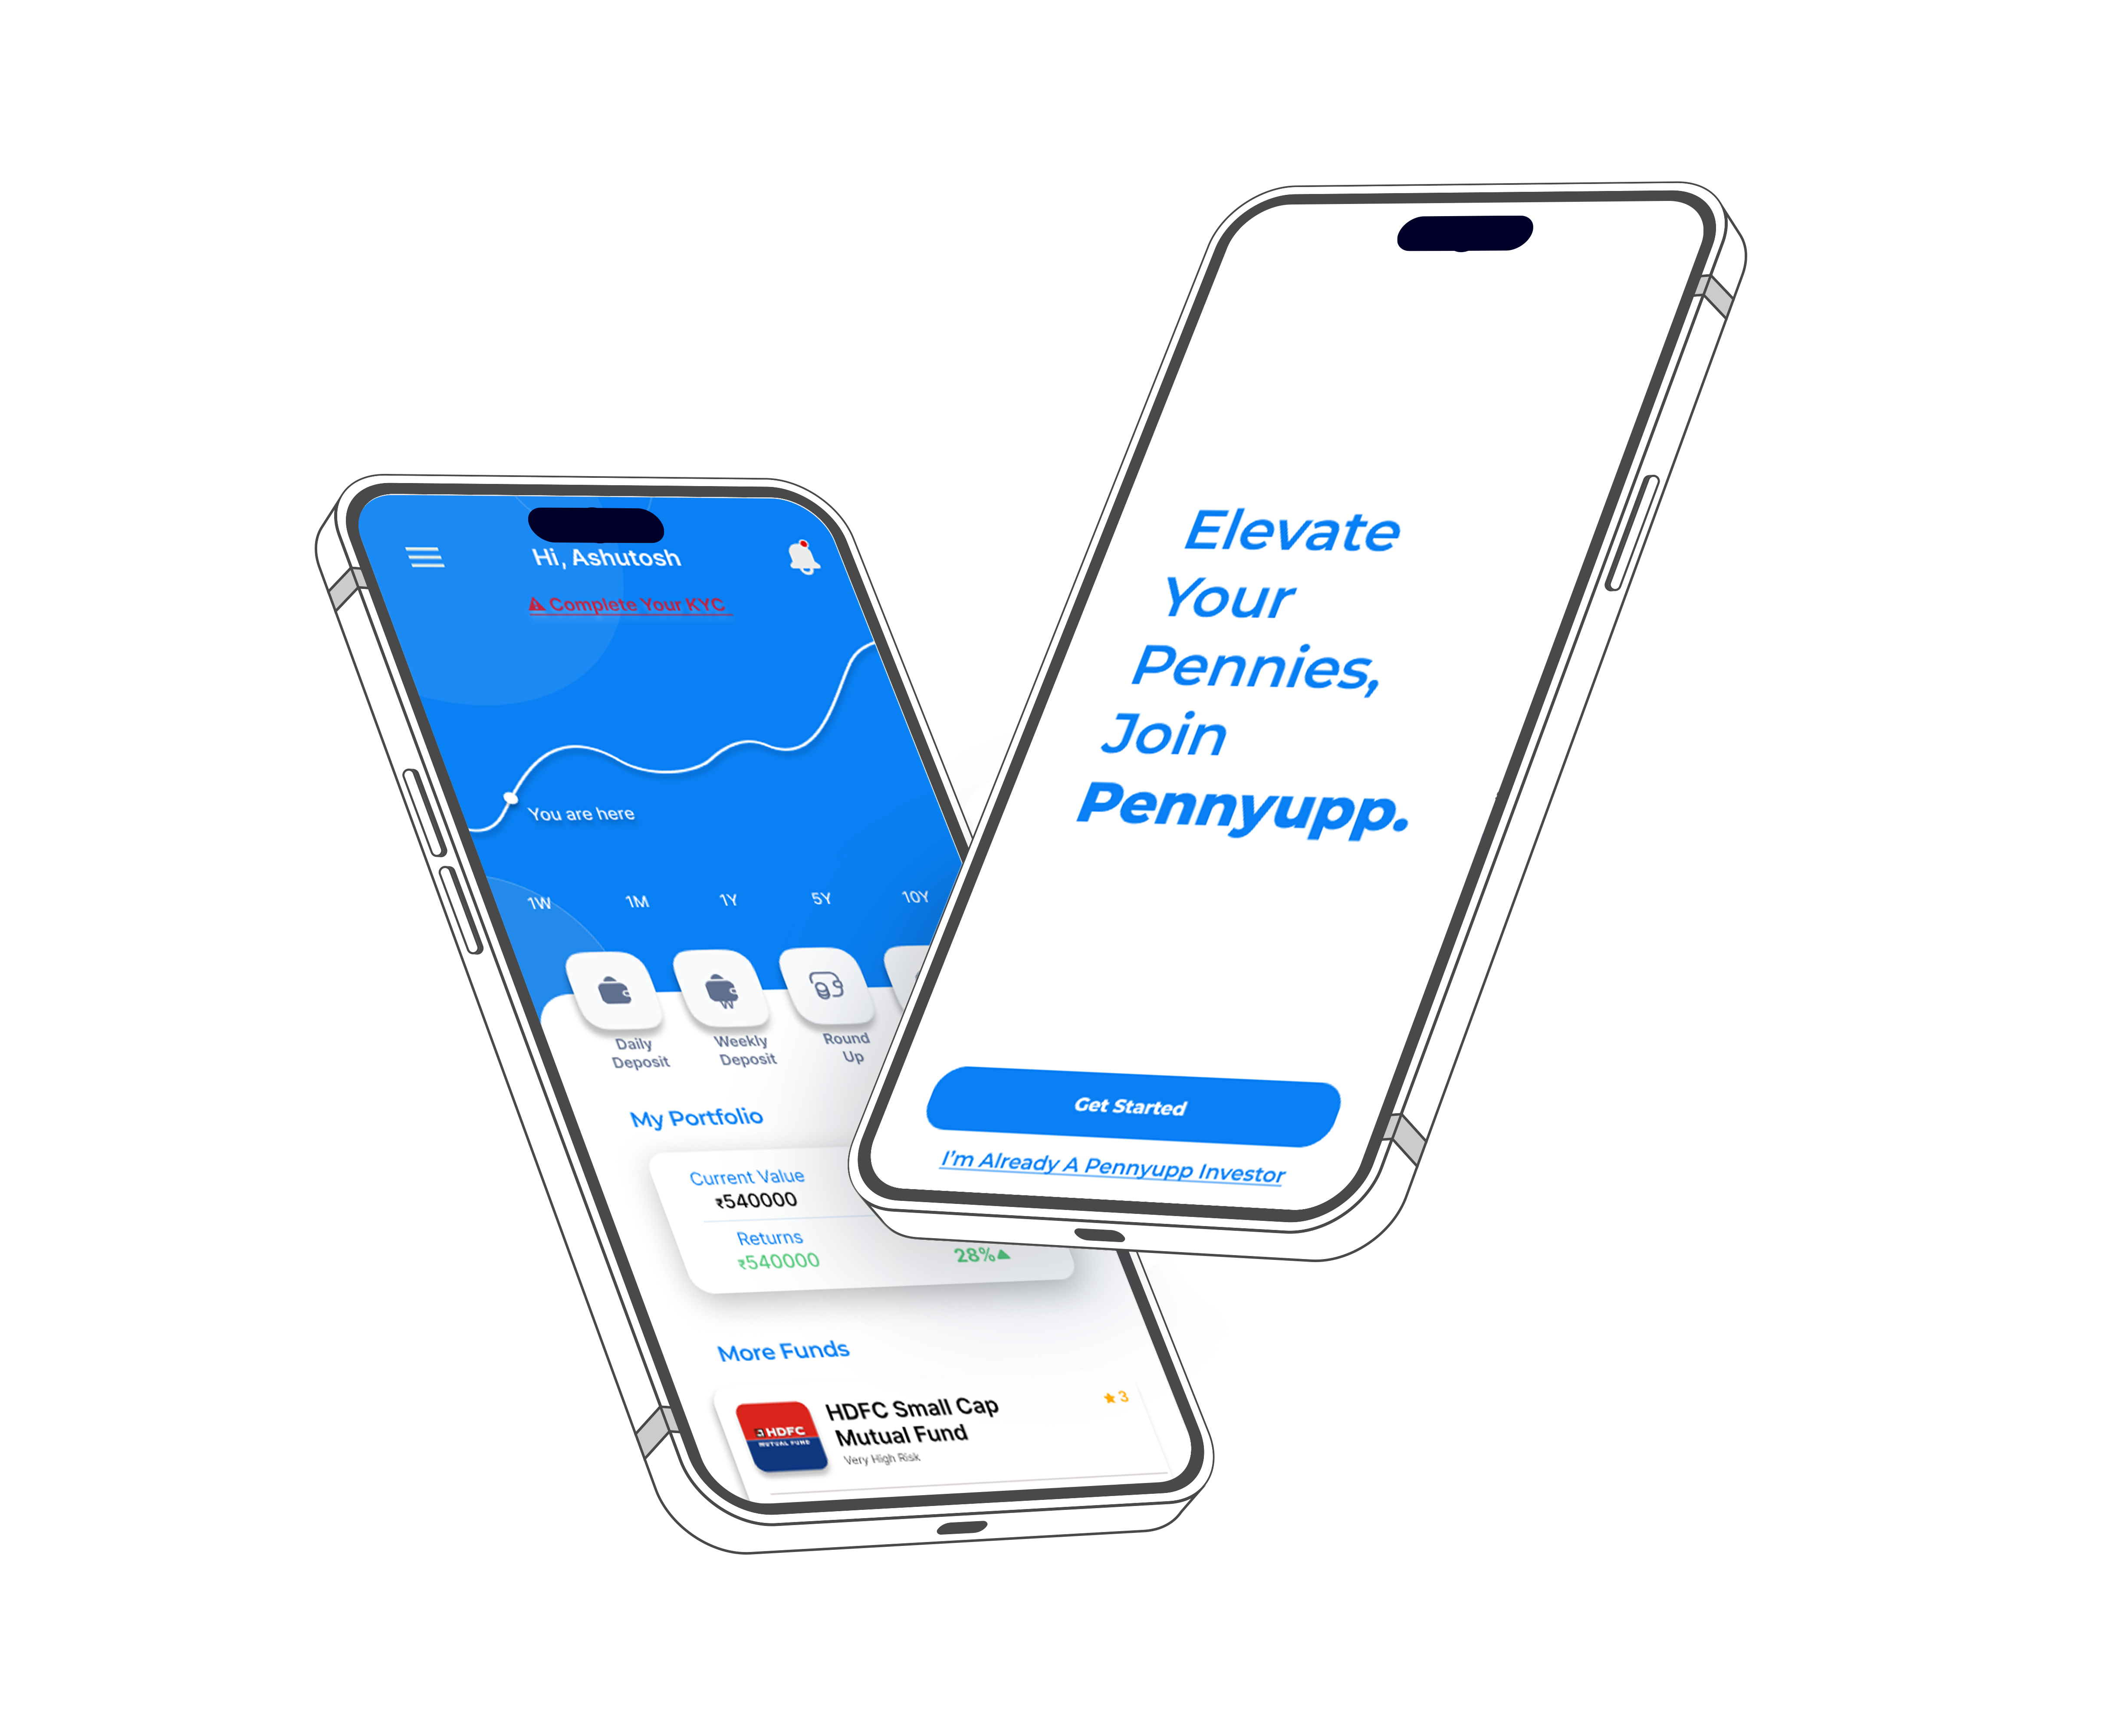 Hi, Ashutosh
Complete Your KYC
You are here
1W 1M 1Y 5Y 10Y
Daily
Deposit
Weekly
Deposit
Round
Up
W
My Portfolio
Current Value
₹540000
Returns
₹540000
28%
More Funds
HDFC
MUTUAL FUND
HDFC Small Cap
Mutual Fund
Very High Risk
3
Elevate
Your
Pennies,
Join
Pennyupp.
Get Started
I'm Already A Pennyupp Investor